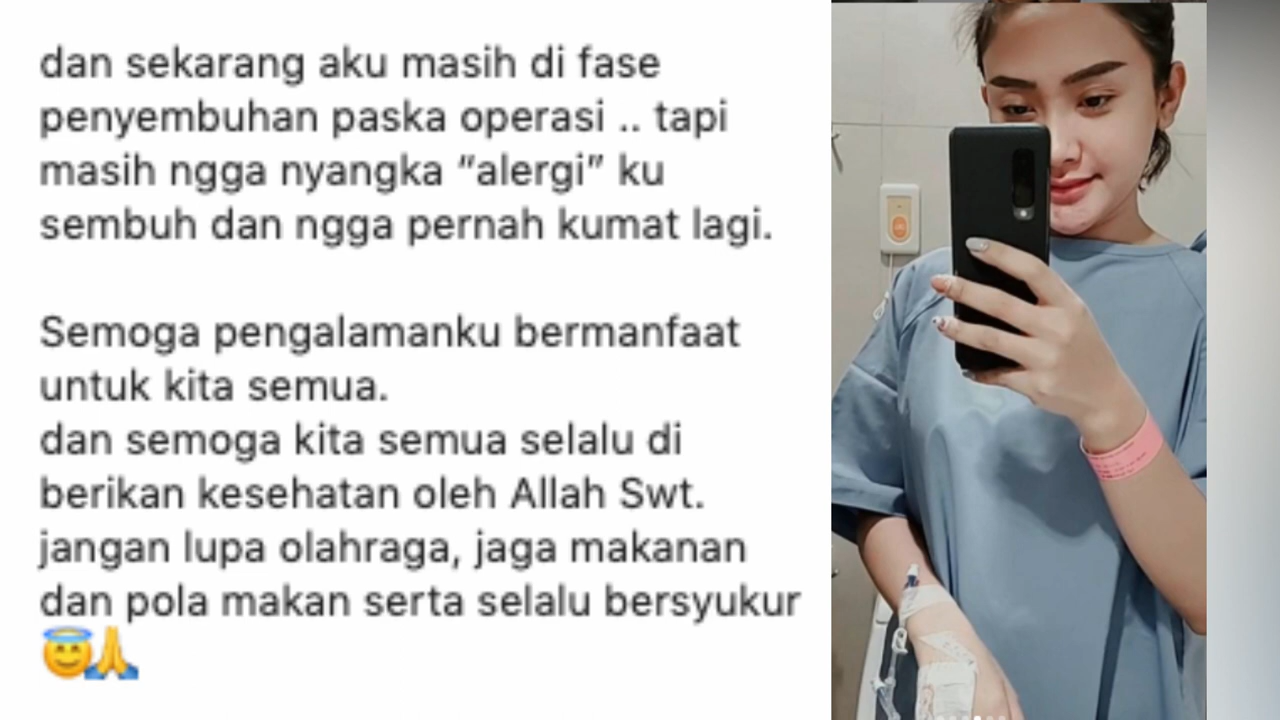 dan sekarang aku masih di fase
penyembuhan paska operasi .. tapi
masih ngga nyangka "alergi" ku
sembuh dan ngga pernah kumat lagi.
Semoga pengalamanku bermanfaat
untuk kita semua.
dan semoga kita semua selalu di
berikan kesehatan oleh Allah Swt.
jangan lupa olahraga, jaga makanan
dan pola makan serta selalu bersyukur
😇🙏